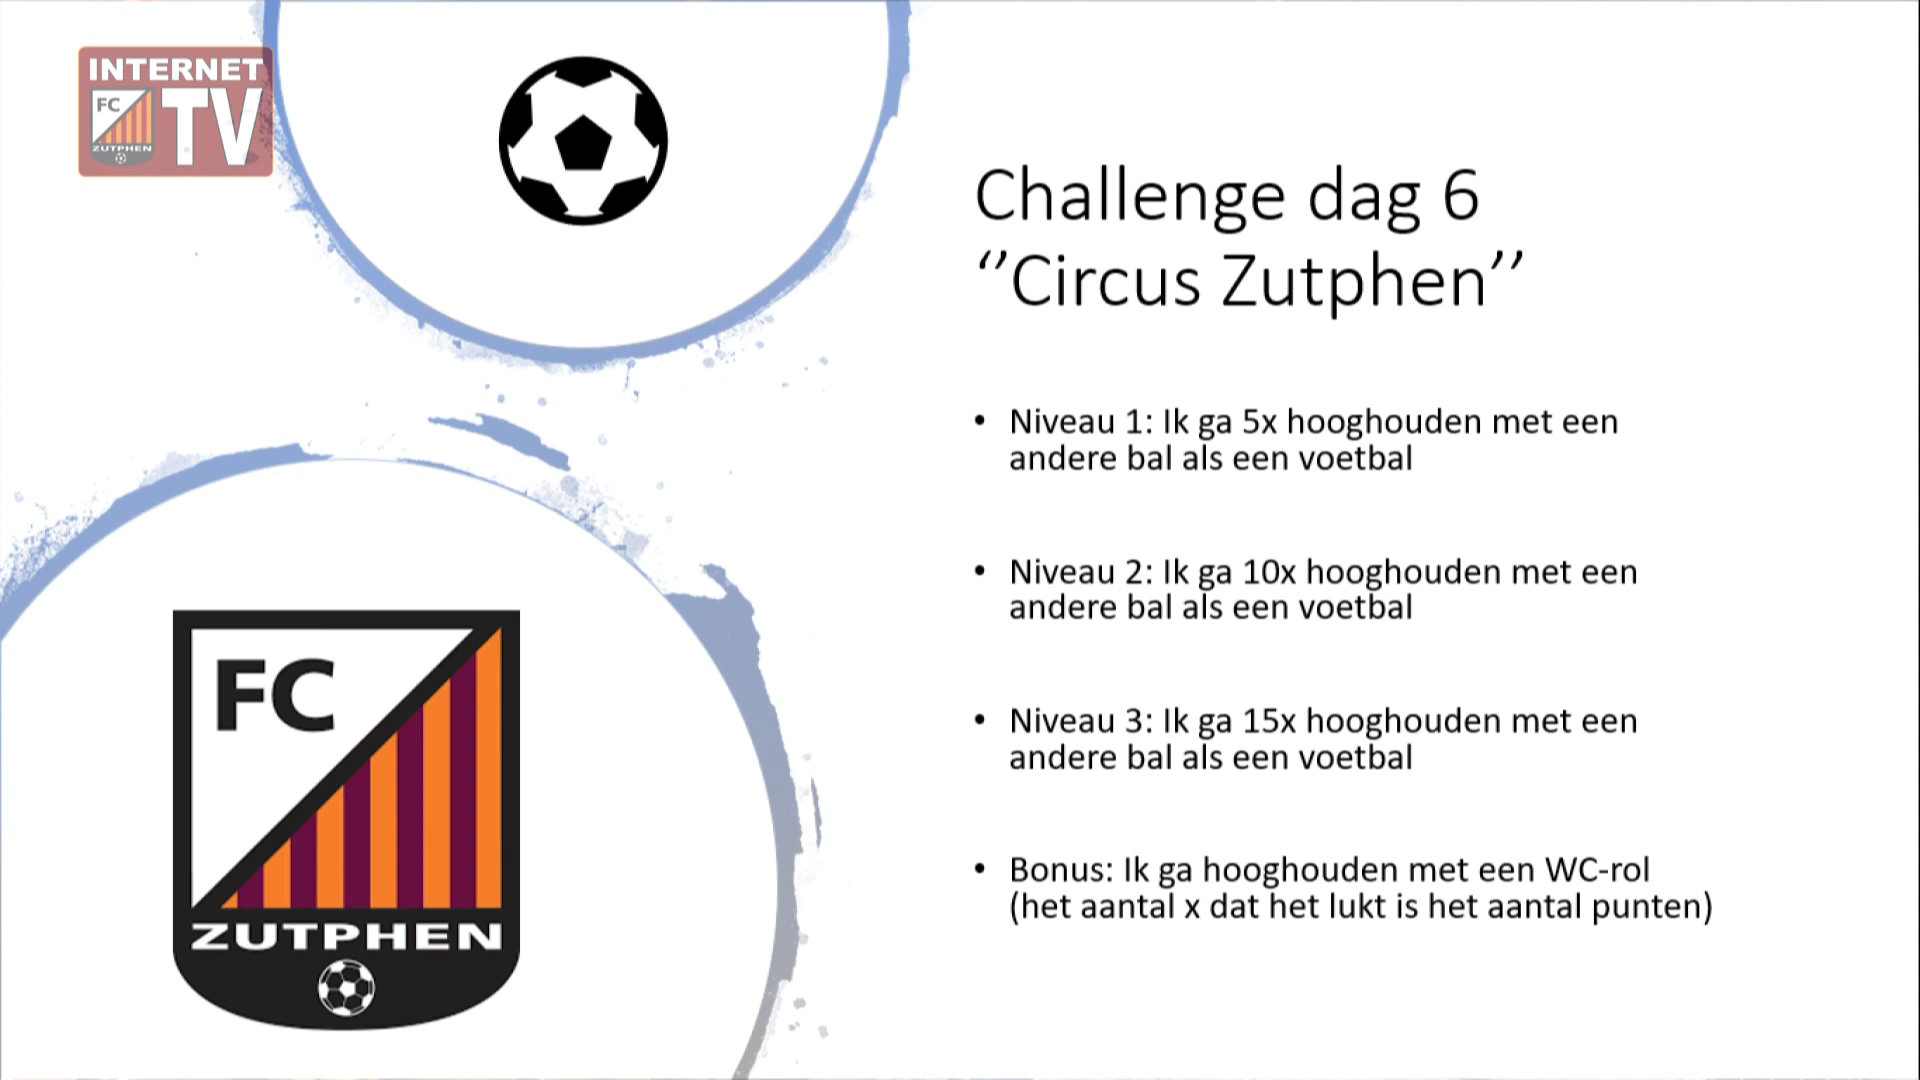 INTERNET
FC
TV
ZUTPHEN
Challenge dag 6
‘’Circus Zutphen’’
• Niveau 1: Ik ga 5x hooghouden met een
andere bal als een voetbal
• Niveau 2: Ik ga 10x hooghouden met een
andere bal als een voetbal
• Niveau 3: Ik ga 15x hooghouden met een
andere bal als een voetbal
• Bonus: Ik ga hooghouden met een WC-rol
(het aantal x dat het lukt is het aantal punten)
FC
ZUTPHEN